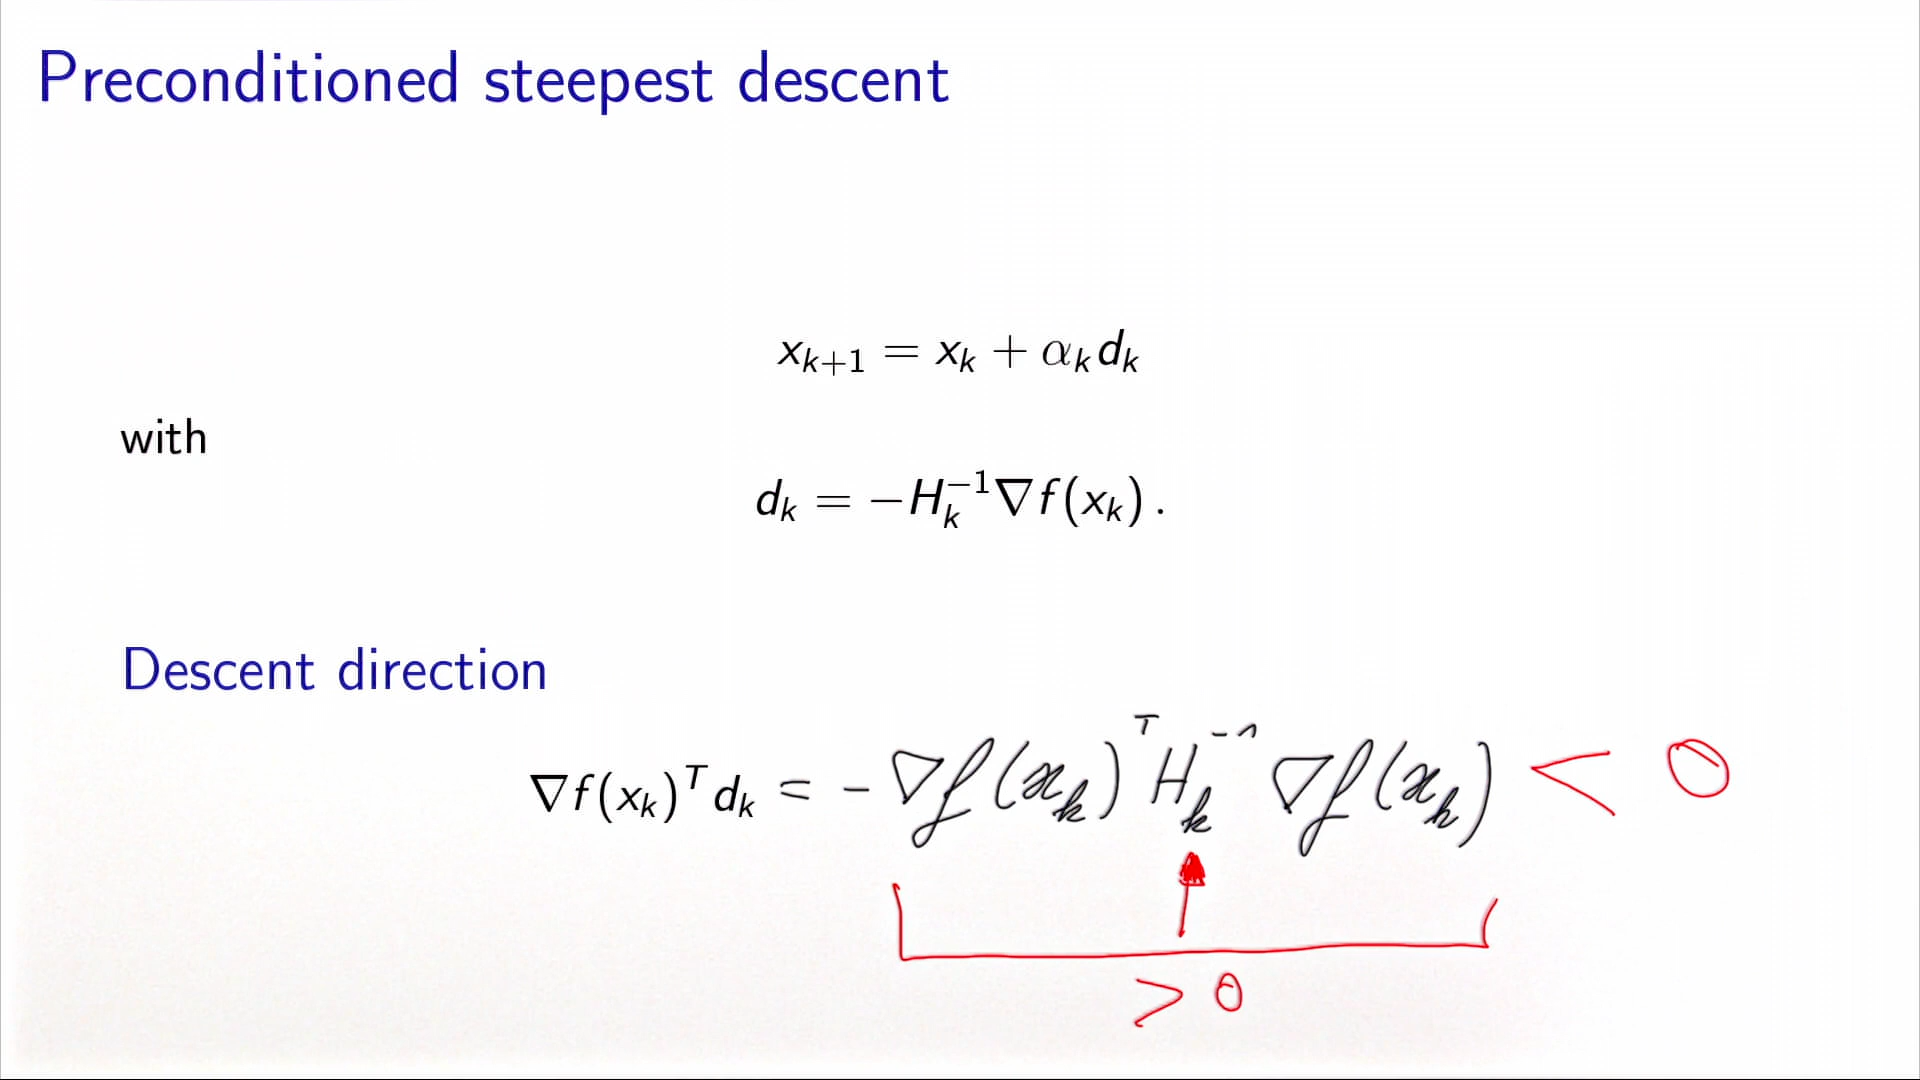 Preconditioned steepest descent
x_{k+1} = x_k + α_k d_k
with
d_k = −H_k^{−1}∇f(x_k) .
Descent direction
∇f(x_k)^T d_k = - ∇f(x_k)^T H_k^{-1} ∇f(x_k) < 0
> 0